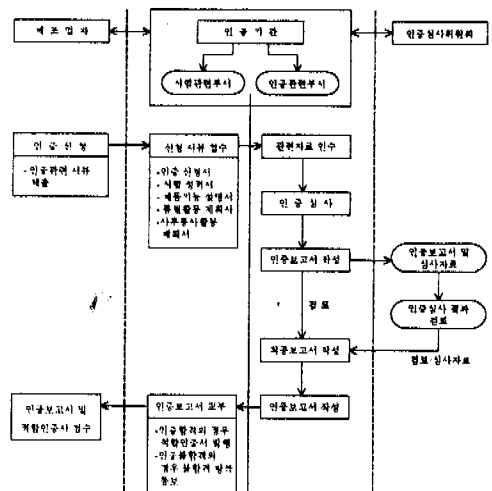 제조업자
인증기관
인증심사위원회
시험관련부서
인증관련부서
인증 신청
- 인증관련 서류
제출
신청 서류 접수
-인증 신청서
- 시험 성적서
-제품기능 설명서
-품질활동 계획서
-사후봉사활동
계획서
관련자료 인수
인증 심사
인증보고서 작성
인증보고서 및
심사자료
검토
인증심사 결과
검토
최종보고서 작성
검토·심사자료
인증보고서 및
적합인증서 접수
인증보고서 교부
-인증합격의 경우
적합인증서 발행
-인증불합격의
경우 불합격 항목
통보
인증보고서 작성